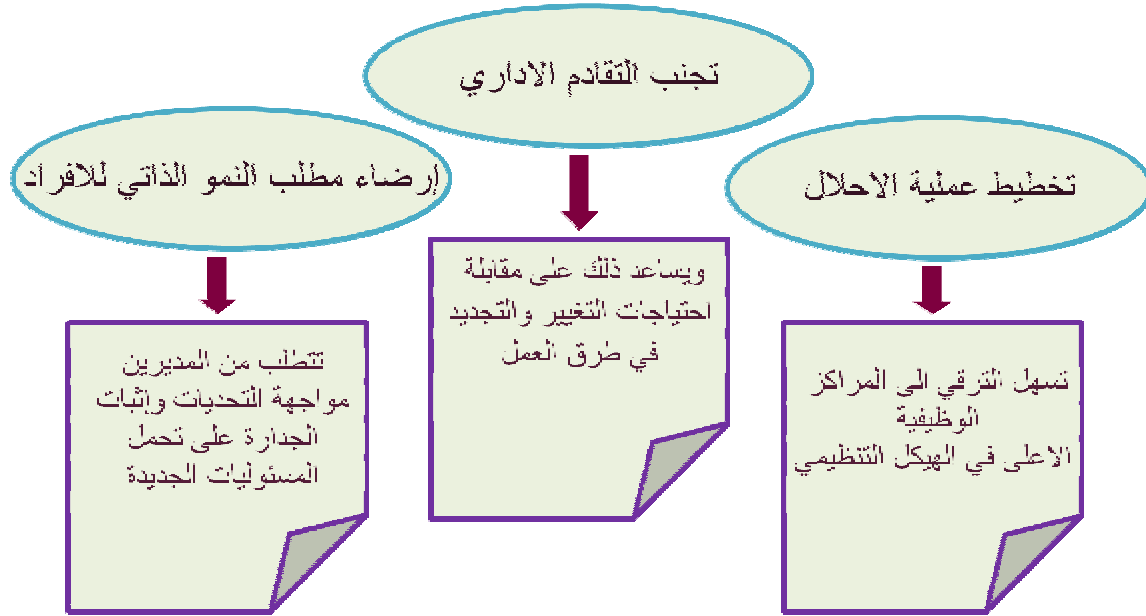 تجنب التقادم الاداري
ويساعد ذلك على مقابلة
احتياجات التغيير والتجديد
في طرق العمل
تخطيط عملية الاحلال
تسهل الترقي الى المراكز
الوظيفية
الاعلى في الهيكل التنظيمي
إرضاء مطلب النمو الذاتي للافراد
تتطلب من المديرين
مواجهة التحديات وإثبات
الجدارة على تحمل
المسئوليات الجديدة